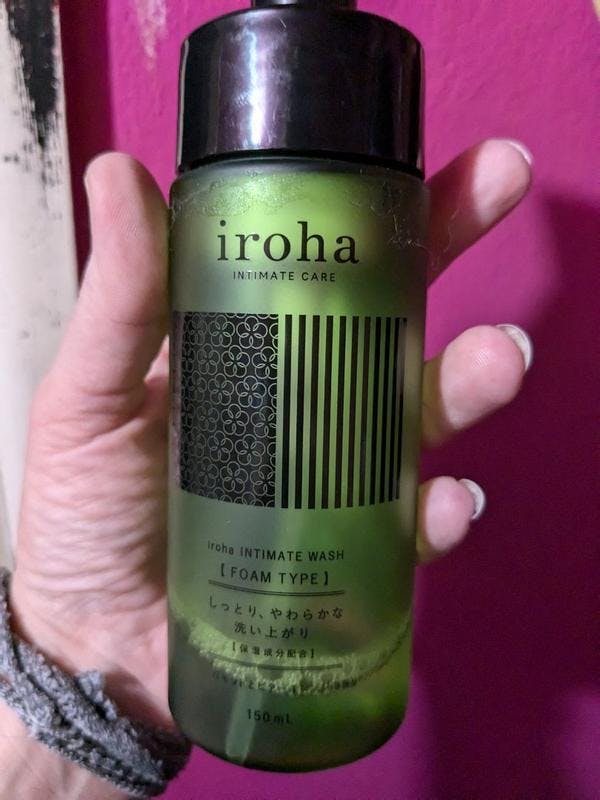 iroha
INTIMATE CARE
iroha INTIMATE WASH
【FOAM TYPE】
しっとり、やわらかな
洗い上がり
【保湿成分配合】
150mL